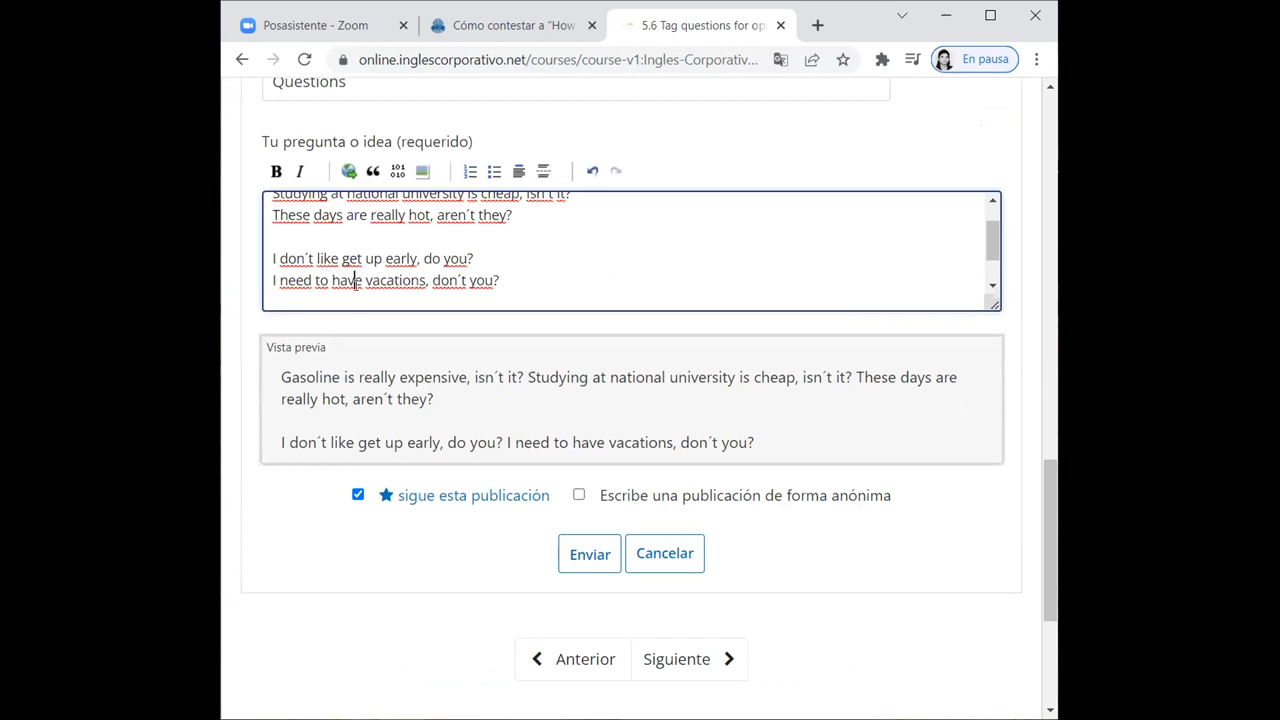 Posasistente - Zoom
Cómo contestar a "How
5.6 Tag questions for op
online.inglescorporativo.net/courses/course-v1:Ingles-Corporativ...
En pausa
Questions
Tu pregunta o idea (requerido)
B I
101
010
Studying at national university is cheap, isn´t it?
These days are really hot, aren´t they?
I don´t like get up early, do you?
I need to have vacations, don´t you?
Vista previa
Gasoline is really expensive, isn´t it? Studying at national university is cheap, isn´t it? These days are
really hot, aren´t they?
I don´t like get up early, do you? I need to have vacations, don´t you?
sigue esta publicación
Escribe una publicación de forma anónima
Enviar
Cancelar
Anterior
Siguiente